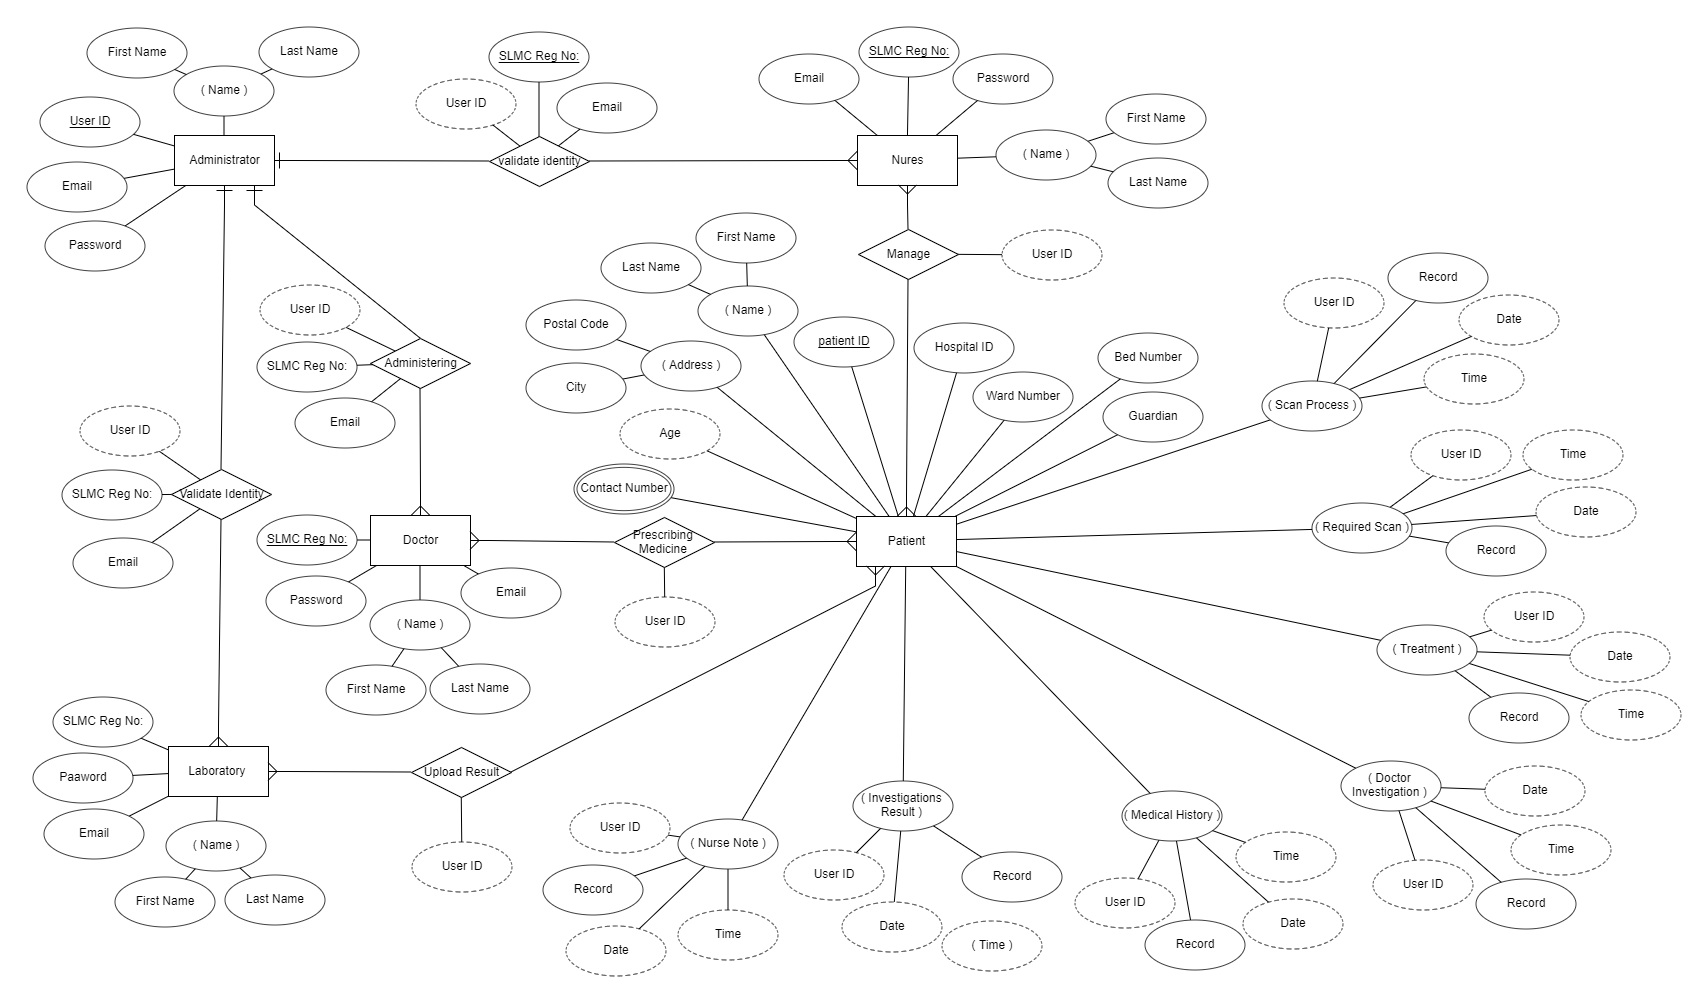 First Name
Last Name
( Name )
User ID
Administrator
Email
Password
SLMC Reg No:
User ID
Email
validate identity
Email
SLMC Reg No:
Password
Nures
( Name )
First Name
Last Name
Manage
User ID
First Name
Last Name
( Name )
Postal Code
( Address )
City
patient ID
Hospital ID
Ward Number
Bed Number
Guardian
Age
Contact Number
User ID
Record
Date
Time
( Scan Process )
User ID
Time
Date
( Required Scan )
Record
User ID
SLMC Reg No:
Administering
Email
User ID
SLMC Reg No:
Validate Identity
Email
SLMC Reg No:
Doctor
Password
Email
( Name )
First Name
Last Name
Prescribing
Medicine
User ID
Patient
User ID
( Treatment )
Date
Time
Record
SLMC Reg No:
Paaword
Laboratory
Email
( Name )
First Name
Last Name
Upload Result
User ID
User ID
( Nurse Note )
Record
Date
Time
( Investigations
Result )
User ID
Record
Date
( Time )
( Medical History )
Time
User ID
Date
Record
( Doctor
Investigation )
Date
Time
User ID
Record